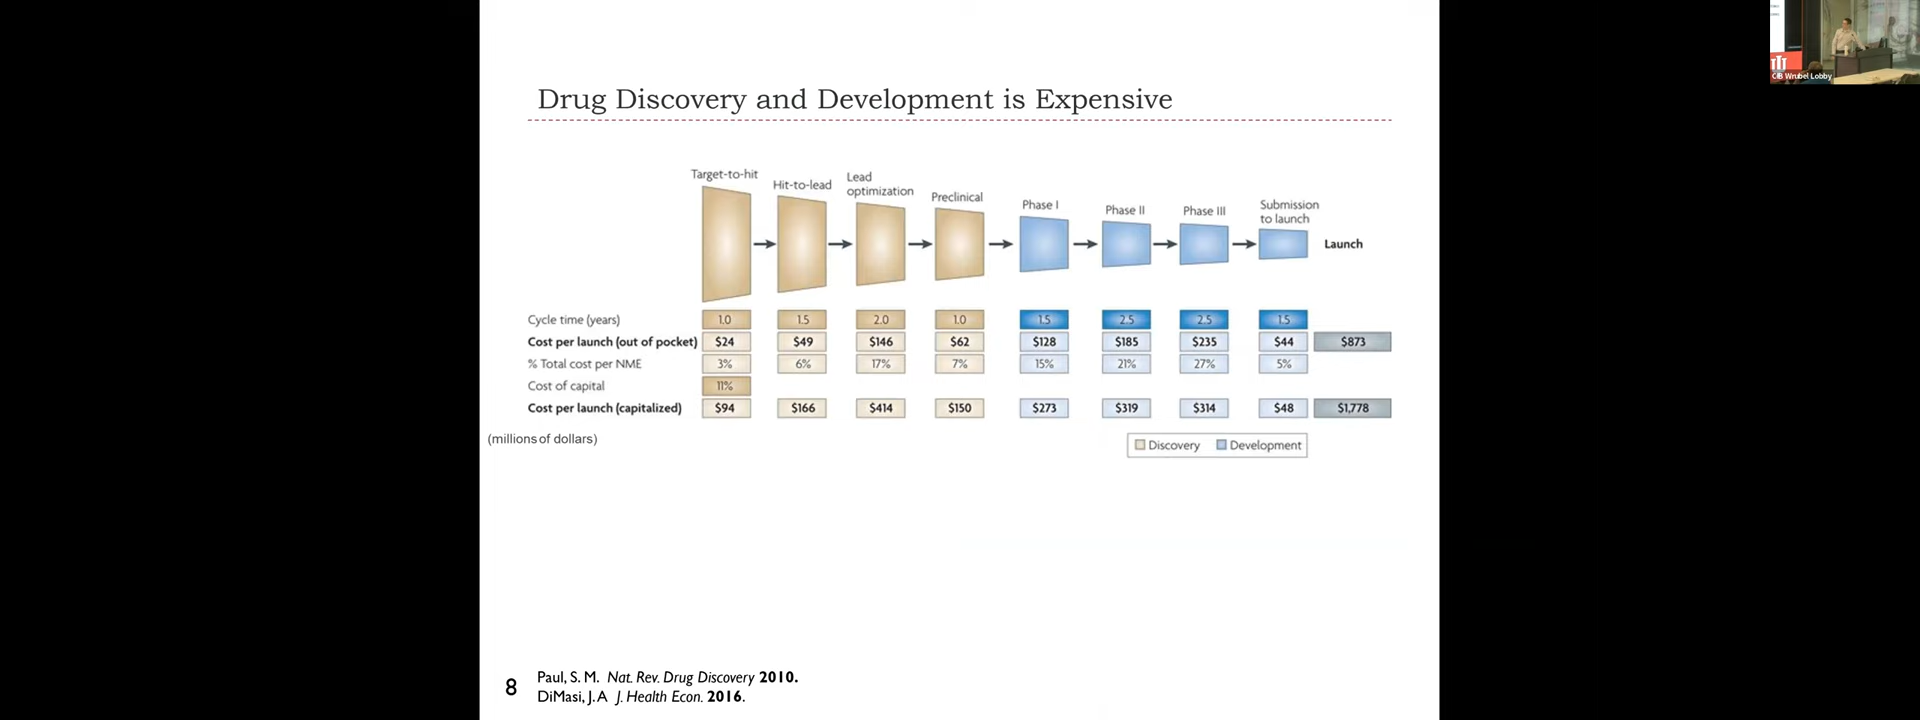 Drug Discovery and Development is Expensive
Target-to-hit
Hit-to-lead
Lead
optimization
Preclinical
Phase I
Phase II
Phase III
Submission
to launch
Launch
Cycle time (years) 1.0 1.5 2.0 1.0 1.5 2.5 2.5 1.5
Cost per launch (out of pocket) $24 $49 $146 $62 $128 $185 $235 $44 $873
% Total cost per NME 3% 6% 17% 7% 15% 21% 27% 5%
Cost of capital 11%
Cost per launch (capitalized) $94 $166 $414 $150 $273 $319 $314 $48 $1,778
(millions of dollars)
Discovery Development
8
Paul, S. M. Nat. Rev. Drug Discovery 2010.
DiMasi, J.A J. Health Econ. 2016.
CIB Wrubel Lobby